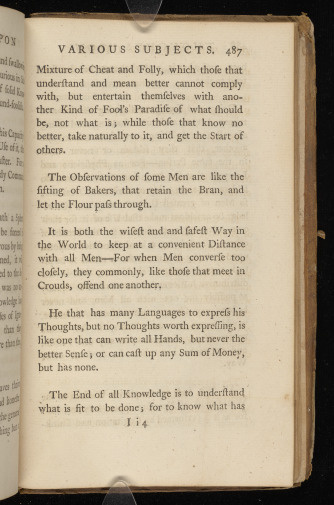 VARIOUS SUBJECTS. 487
Mixture of Cheat and Folly, which thoſe that
underſtand and mean better cannot comply
with, but entertain themſelves with ano-
ther Kind of Fool's Paradiſe of what ſhould
be, not what is; while thoſe that know no
better, take naturally to it, and get the Start of
others.
The Obſervations of ſome Men are like the
ſifting of Bakers, that retain the Bran, and
let the Flour paſs through.
It is both the wiſeſt and and ſafeſt Way in
the World to keep at a convenient Diſtance
with all Men—For when Men converſe too
cloſely, they commonly, like thoſe that meet in
Crouds, offend one another.
He that has many Languages to expreſs his
Thoughts, but no Thoughts worth expreſſing, is
like one that can write all Hands, but never the
better Senſe; or can caſt up any Sum of Money,
but has none.
The End of all Knowledge is to underſtand
what is fit to be done; for to know what has
I i 4